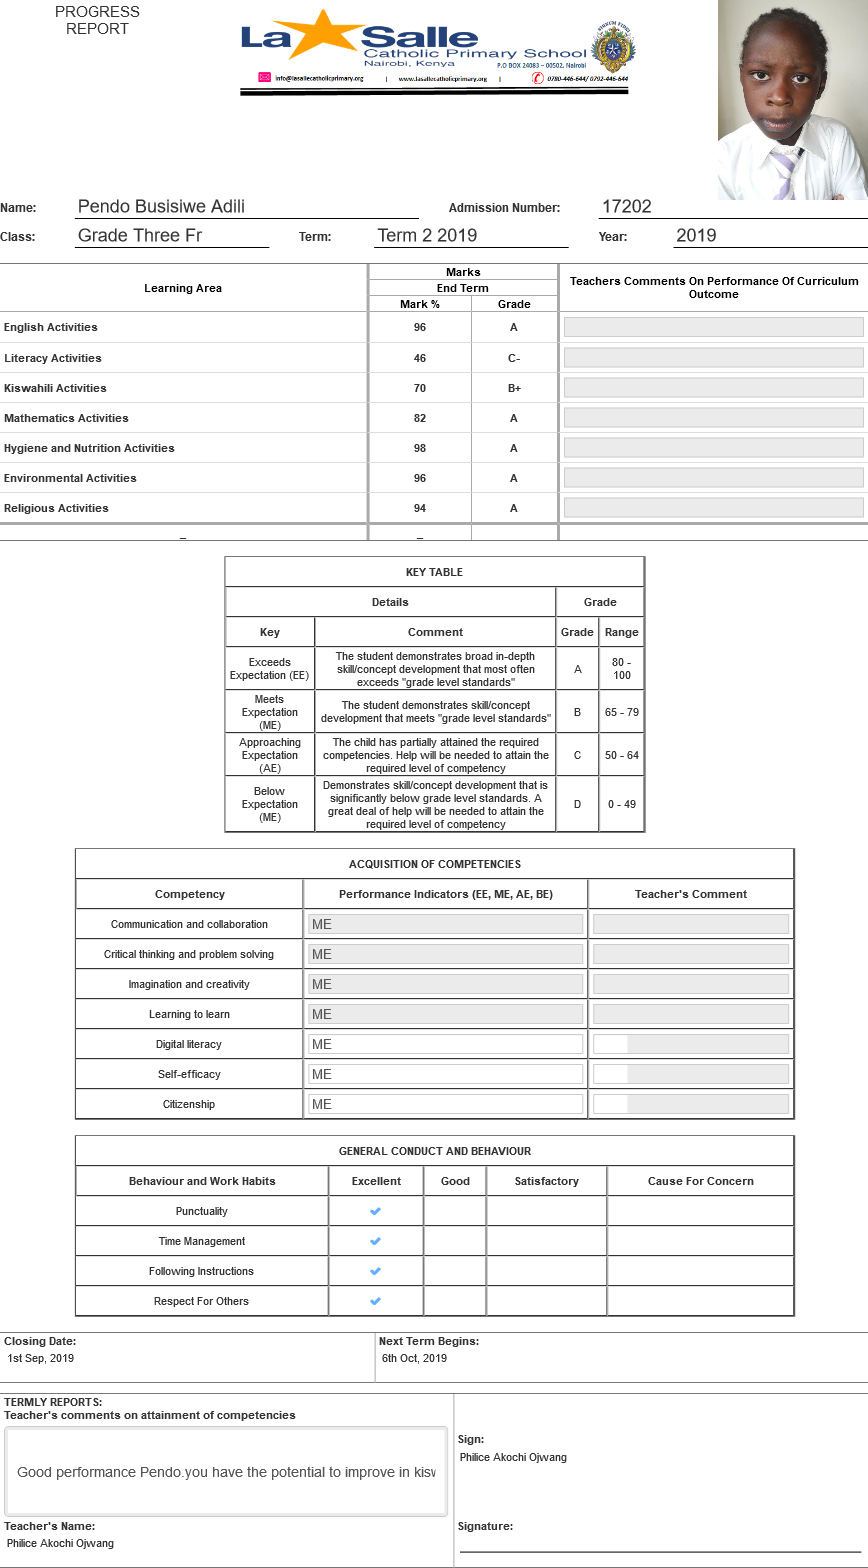 PROGRESS
REPORT
La Salle
Catholic Primary School
Nairobi, Kenya
P.O BOX 24083 – 00502, Nairobi
info@lasallecatholicprimary.org | www.lasallecatholicprimary.org | 0780-446-644/ 0792-446-644
Name: Pendo Busisiwe Adili Admission Number: 17202
Class: Grade Three Fr Term: Term 2 2019 Year: 2019
Learning Area Marks Teachers Comments On Performance Of Curriculum Outcome
End Term
Mark % Grade
English Activities 96 A
Literacy Activities 46 C-
Kiswahili Activities 70 B+
Mathematics Activities 82 A
Hygiene and Nutrition Activities 98 A
Environmental Activities 96 A
Religious Activities 94 A
_ _
KEY TABLE
Details Grade
Key Comment Grade Range
Exceeds Expectation (EE) The student demonstrates broad in-depth skill/concept development that most often exceeds "grade level standards" A 80 - 100
Meets Expectation (ME) The student demonstrates skill/concept development that meets "grade level standards" B 65 - 79
Approaching Expectation (AE) The child has partially attained the required competencies. Help will be needed to attain the required level of competency C 50 - 64
Below Expectation (ME) Demonstrates skill/concept development that is significantly below grade level standards. A great deal of help will be needed to attain the required level of competency D 0 - 49
ACQUISITION OF COMPETENCIES
Competency Performance Indicators (EE, ME, AE, BE) Teacher's Comment
Communication and collaboration ME
Critical thinking and problem solving ME
Imagination and creativity ME
Learning to learn ME
Digital literacy ME
Self-efficacy ME
Citizenship ME
GENERAL CONDUCT AND BEHAVIOUR
Behaviour and Work Habits Excellent Good Satisfactory Cause For Concern
Punctuality
Time Management
Following Instructions
Respect For Others
Closing Date: Next Term Begins:
1st Sep, 2019 6th Oct, 2019
TERMLY REPORTS:
Teacher's comments on attainment of competencies
Good performance Pendo.you have the potential to improve in
Sign:
Philice Akochi Ojwang
Teacher's Name: Signature:
Philice Akochi Ojwang